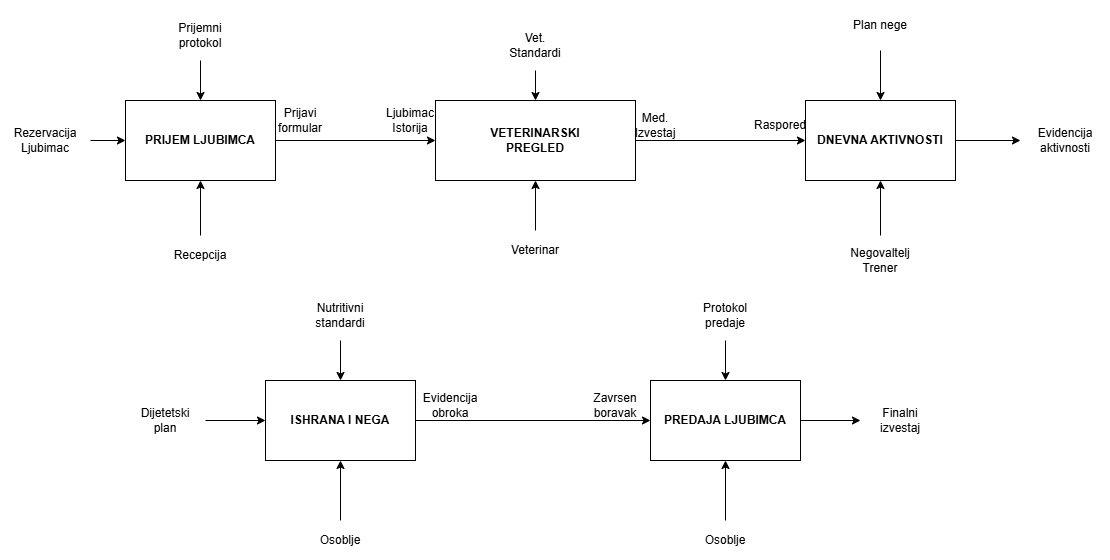 Prijemni
protokol
Vet.
Standardi
Plan nege
Rezervacija
Ljubimac
PRIJEM LJUBIMCA
Prijavi
formular
Ljubimac
Istorija
VETERINARSKI
PREGLED
Med.
Izvestaj
Raspored
DNEVNA AKTIVNOSTI
Evidencija
aktivnosti
Recepcija
Veterinar
Negovaltelj
Trener
Nutritivni
standardi
Protokol
predaje
Dijetetski
plan
ISHRANA I NEGA
Evidencija
obroka
Zavrsen
boravak
PREDAJA LJUBIMCA
Finalni
izvestaj
Osoblje
Osoblje